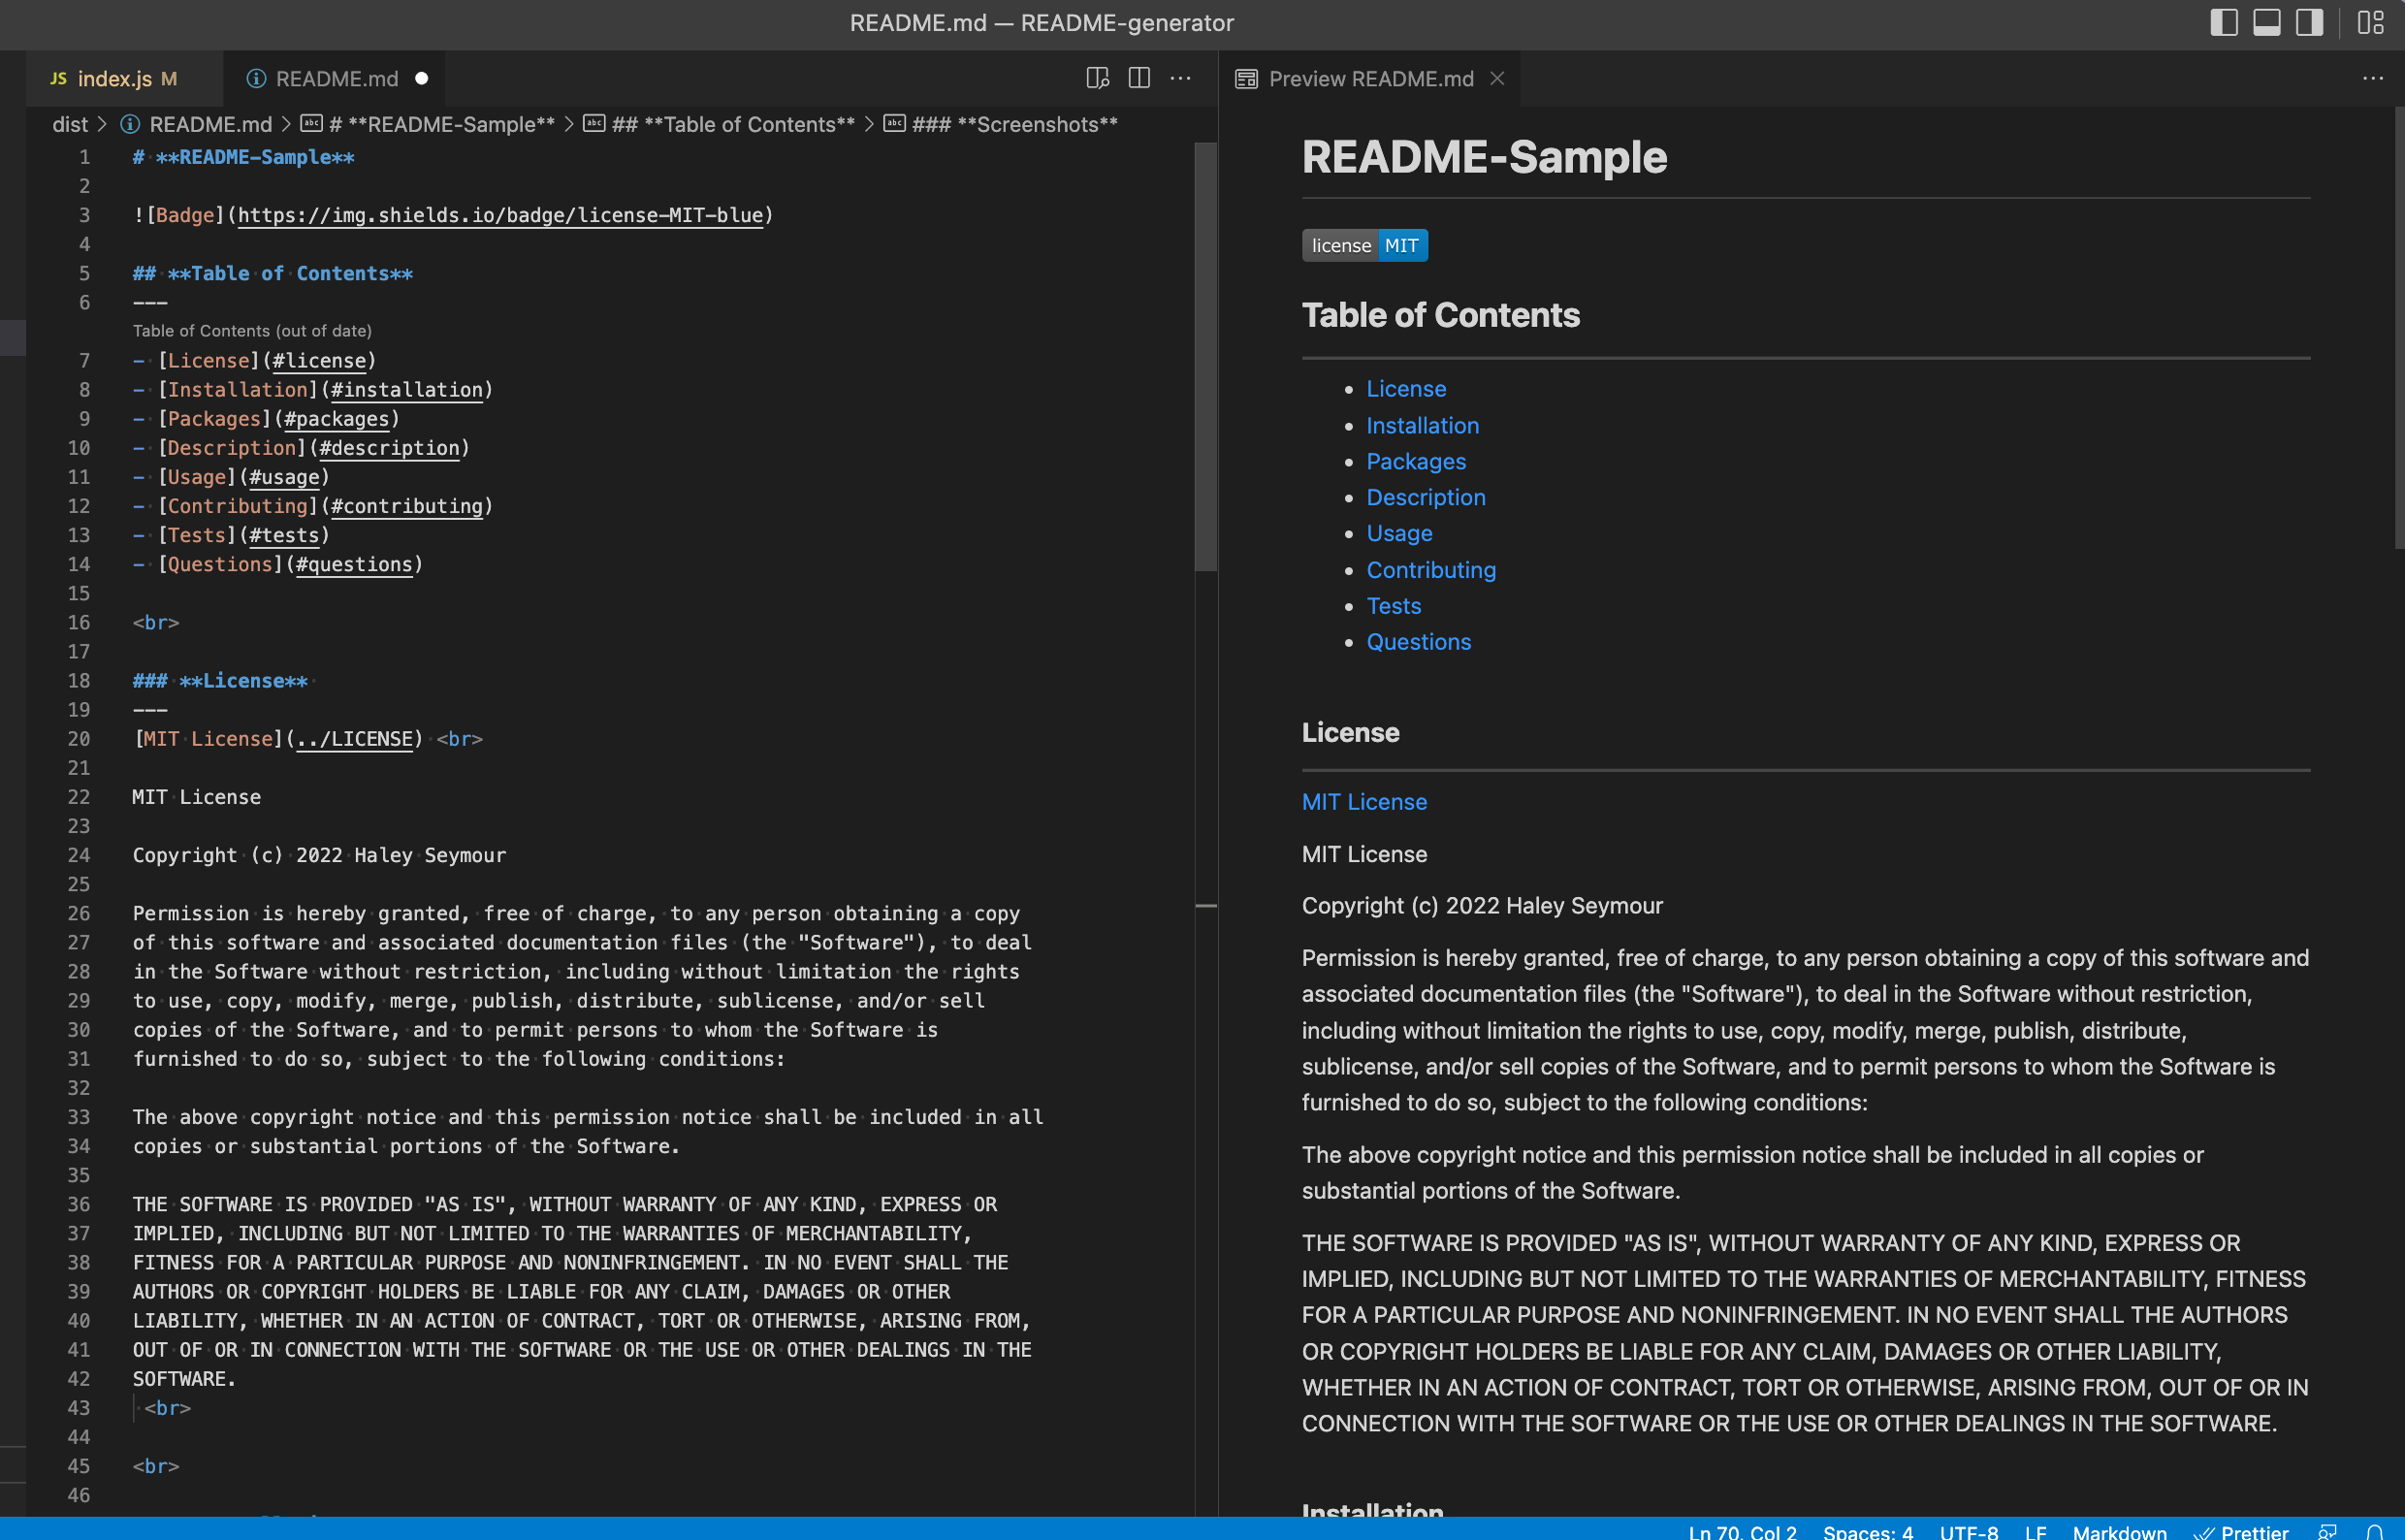 README.md — README-generator
JS index.js M
README.md
Preview README.md
dist > README.md > # **README-Sample** > ## **Table of Contents** > ### **Screenshots**
1 # **README-Sample**
2
3 ![Badge](https://img.shields.io/badge/license-MIT-blue)
4
5 ## **Table of Contents**
6 ---
Table of Contents (out of date)
7 - [License](#license)
8 - [Installation](#installation)
9 - [Packages](#packages)
10 - [Description](#description)
11 - [Usage](#usage)
12 - [Contributing](#contributing)
13 - [Tests](#tests)
14 - [Questions](#questions)
15
16 <br>
17
18 ### **License**
19 ---
20 [MIT License](../LICENSE) <br>
21
22 MIT License
23
24 Copyright (c) 2022 Haley Seymour
25
26 Permission is hereby granted, free of charge, to any person obtaining a copy
27 of this software and associated documentation files (the "Software"), to deal
28 in the Software without restriction, including without limitation the rights
29 to use, copy, modify, merge, publish, distribute, sublicense, and/or sell
30 copies of the Software, and to permit persons to whom the Software is
31 furnished to do so, subject to the following conditions:
32
33 The above copyright notice and this permission notice shall be included in all
34 copies or substantial portions of the Software.
35
36 THE SOFTWARE IS PROVIDED "AS IS", WITHOUT WARRANTY OF ANY KIND, EXPRESS OR
37 IMPLIED, INCLUDING BUT NOT LIMITED TO THE WARRANTIES OF MERCHANTABILITY,
38 FITNESS FOR A PARTICULAR PURPOSE AND NONINFRINGEMENT. IN NO EVENT SHALL THE
39 AUTHORS OR COPYRIGHT HOLDERS BE LIABLE FOR ANY CLAIM, DAMAGES OR OTHER
40 LIABILITY, WHETHER IN AN ACTION OF CONTRACT, TORT OR OTHERWISE, ARISING FROM,
41 OUT OF OR IN CONNECTION WITH THE SOFTWARE OR THE USE OR OTHER DEALINGS IN THE
42 SOFTWARE.
43 <br>
44
45 <br>
46
README-Sample
license MIT
Table of Contents
License
Installation
Packages
Description
Usage
Contributing
Tests
Questions
License
MIT License
MIT License
Copyright (c) 2022 Haley Seymour
Permission is hereby granted, free of charge, to any person obtaining a copy of this software and
associated documentation files (the "Software"), to deal in the Software without restriction,
including without limitation the rights to use, copy, modify, merge, publish, distribute,
sublicense, and/or sell copies of the Software, and to permit persons to whom the Software is
furnished to do so, subject to the following conditions:
The above copyright notice and this permission notice shall be included in all copies or
substantial portions of the Software.
THE SOFTWARE IS PROVIDED "AS IS", WITHOUT WARRANTY OF ANY KIND, EXPRESS OR
IMPLIED, INCLUDING BUT NOT LIMITED TO THE WARRANTIES OF MERCHANTABILITY, FITNESS
FOR A PARTICULAR PURPOSE AND NONINFRINGEMENT. IN NO EVENT SHALL THE AUTHORS
OR COPYRIGHT HOLDERS BE LIABLE FOR ANY CLAIM, DAMAGES OR OTHER LIABILITY,
WHETHER IN AN ACTION OF CONTRACT, TORT OR OTHERWISE, ARISING FROM, OUT OF OR IN
CONNECTION WITH THE SOFTWARE OR THE USE OR OTHER DEALINGS IN THE SOFTWARE.
Installation
Ln 70, Col 2 Spaces: 4 UTF-8 LF Markdown Prettier